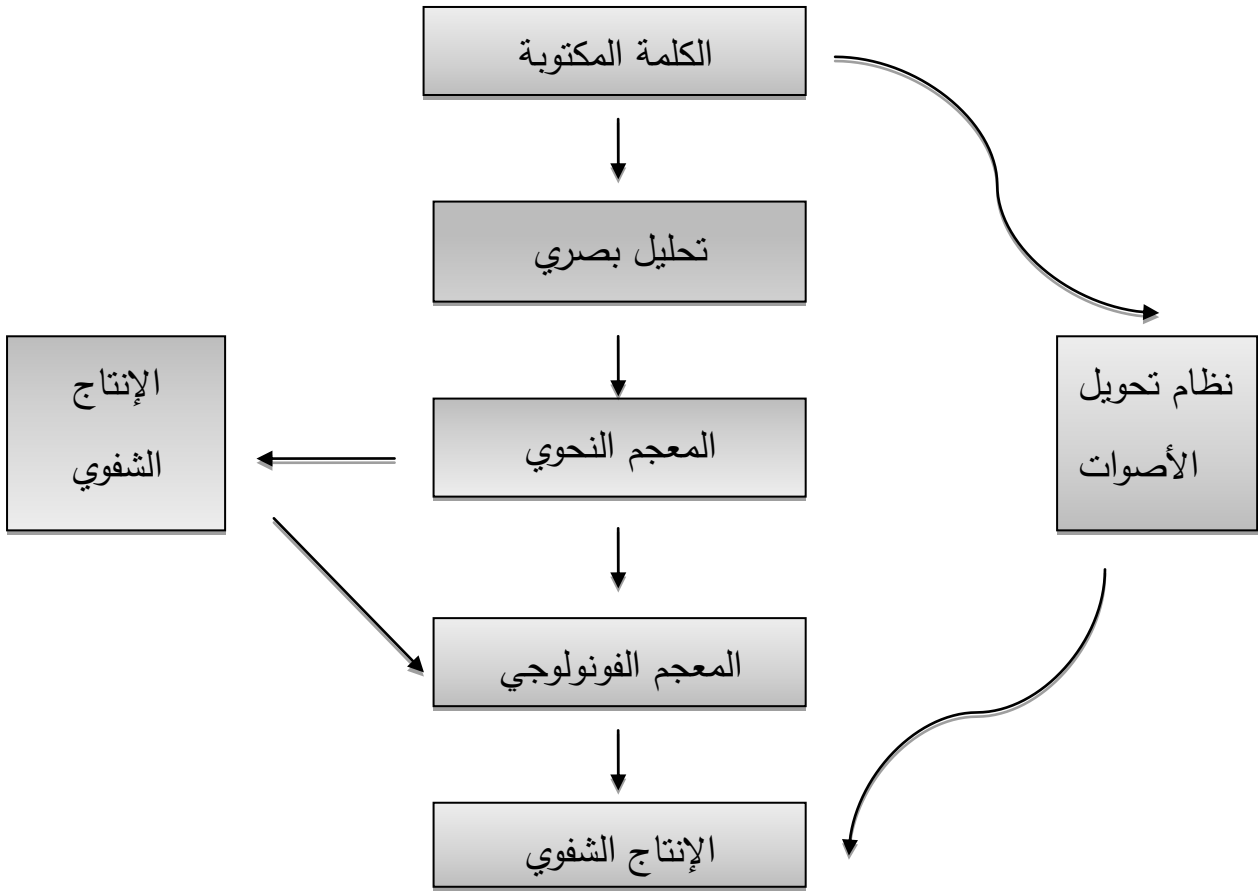 الكلمة المكتوبة
تحليل بصري
الإنتاج
الشفوي
المعجم النحوي
نظام تحويل
الأصوات
المعجم الفونولوجي
الإنتاج الشفوي